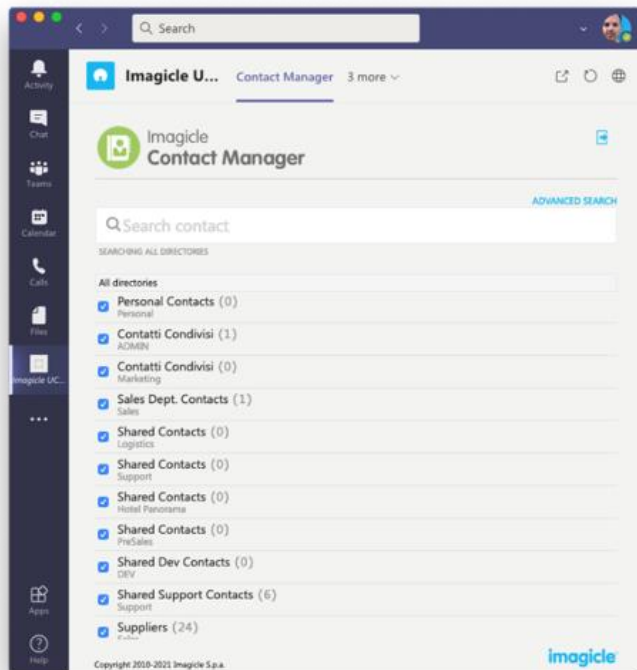 Search
Activity
Chat
Teams
Calendar
Calls
Files
Imagicle UC...
Apps
Help
Imagicle U...
Contact Manager
3 more
Imagicle
Contact Manager
ADVANCED SEARCH
Search contact
SEARCHING ALL DIRECTORIES
All directories
Personal Contacts (0)
Personal
Contatti Condivisi (1)
ADMIN
Contatti Condivisi (0)
Marketing
Sales Dept. Contacts (1)
Sales
Shared Contacts (0)
Logistics
Shared Contacts (0)
Support
Shared Contacts (0)
Hotel Panorama
Shared Contacts (0)
PreSales
Shared Dev Contacts (0)
DEV
Shared Support Contacts (6)
Support
Suppliers (24)
Sales
Copyright 2010-2021 Imagicle S.p.a.
imagicle